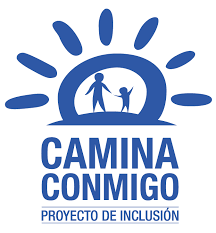 CAMINA
CONMIGO
PROYECTO DE INCLUSIÓN